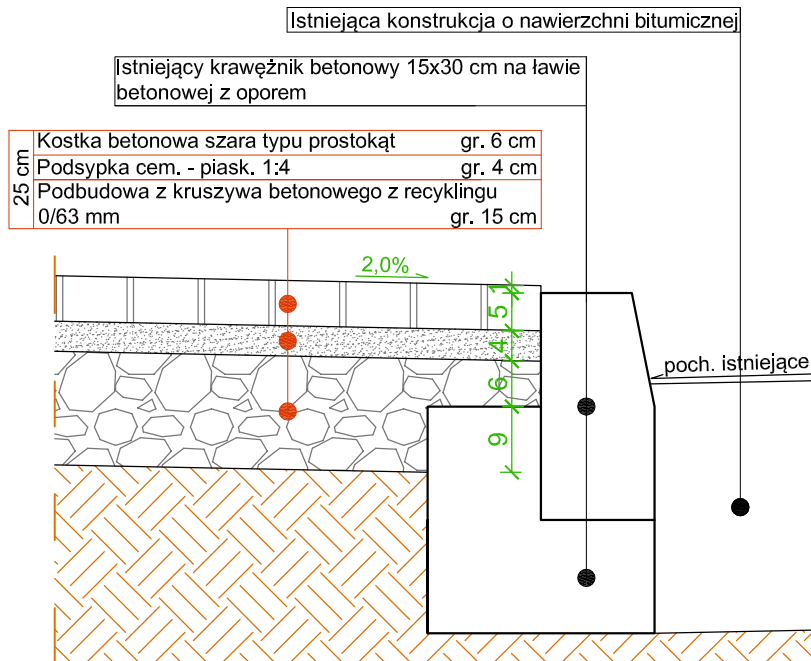 Istniejąca konstrukcja o nawierzchni bitumicznej
Istniejący krawężnik betonowy 15x30 cm na ławie
betonowej z oporem
25 cm
Kostka betonowa szara typu prostokąt gr. 6 cm
Podsypka cem. - piask. 1:4 gr. 4 cm
Podbudowa z kruszywa betonowego z recyklingu
0/63 mm gr. 15 cm
2,0%
1
5
4
6
9
poch. istniejące